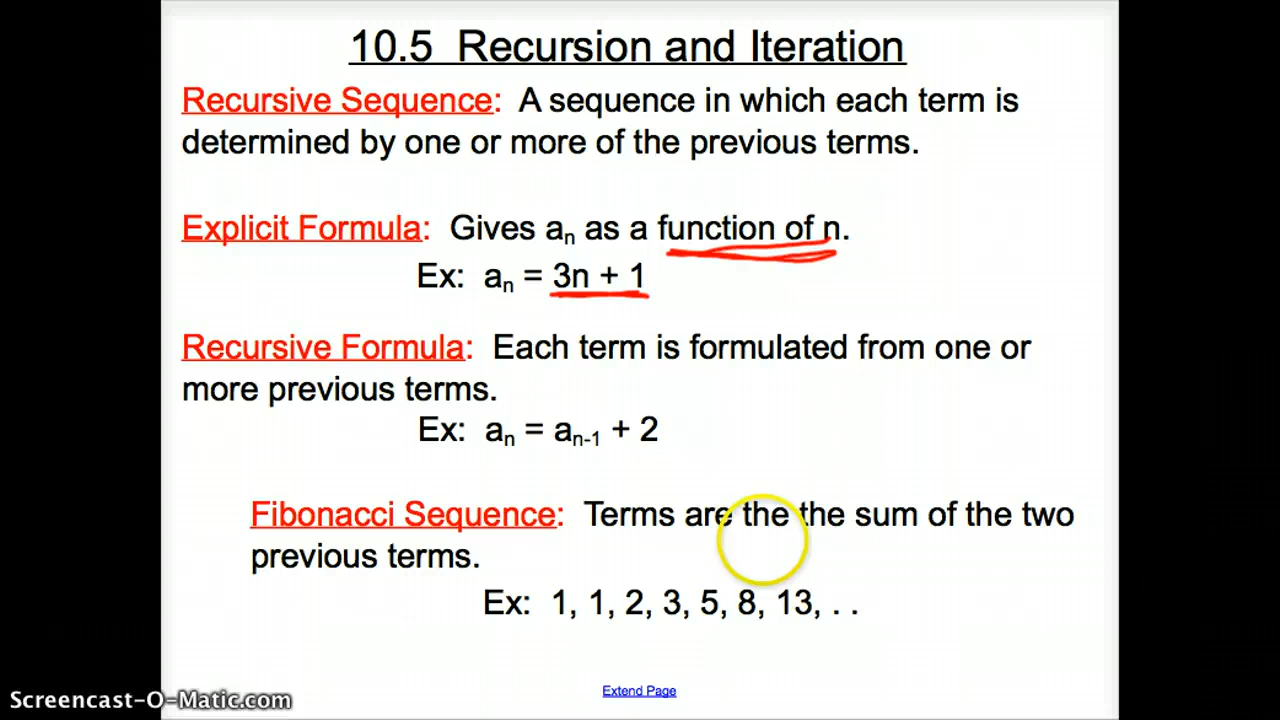 10.5 Recursion and Iteration
Recursive Sequence: A sequence in which each term is
determined by one or more of the previous terms.
Explicit Formula: Gives aₙ as a function of n.
Ex: aₙ = 3n + 1
Recursive Formula: Each term is formulated from one or
more previous terms.
Ex: aₙ = aₙ₋₁ + 2
Fibonacci Sequence: Terms are the the sum of the two
previous terms.
Ex: 1, 1, 2, 3, 5, 8, 13, . .
Extend Page
Screencast-O-Matic.com